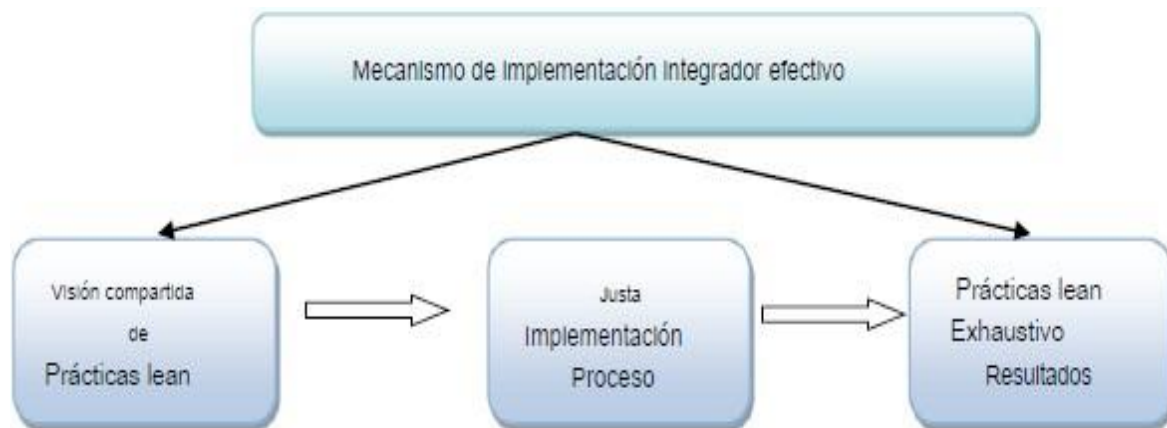 Mecanismo de Implementación Integrador efectivo
Visión compartida
de
Prácticas lean
Justa
Implementación
Proceso
Prácticas lean
Exhaustivo
Resultados